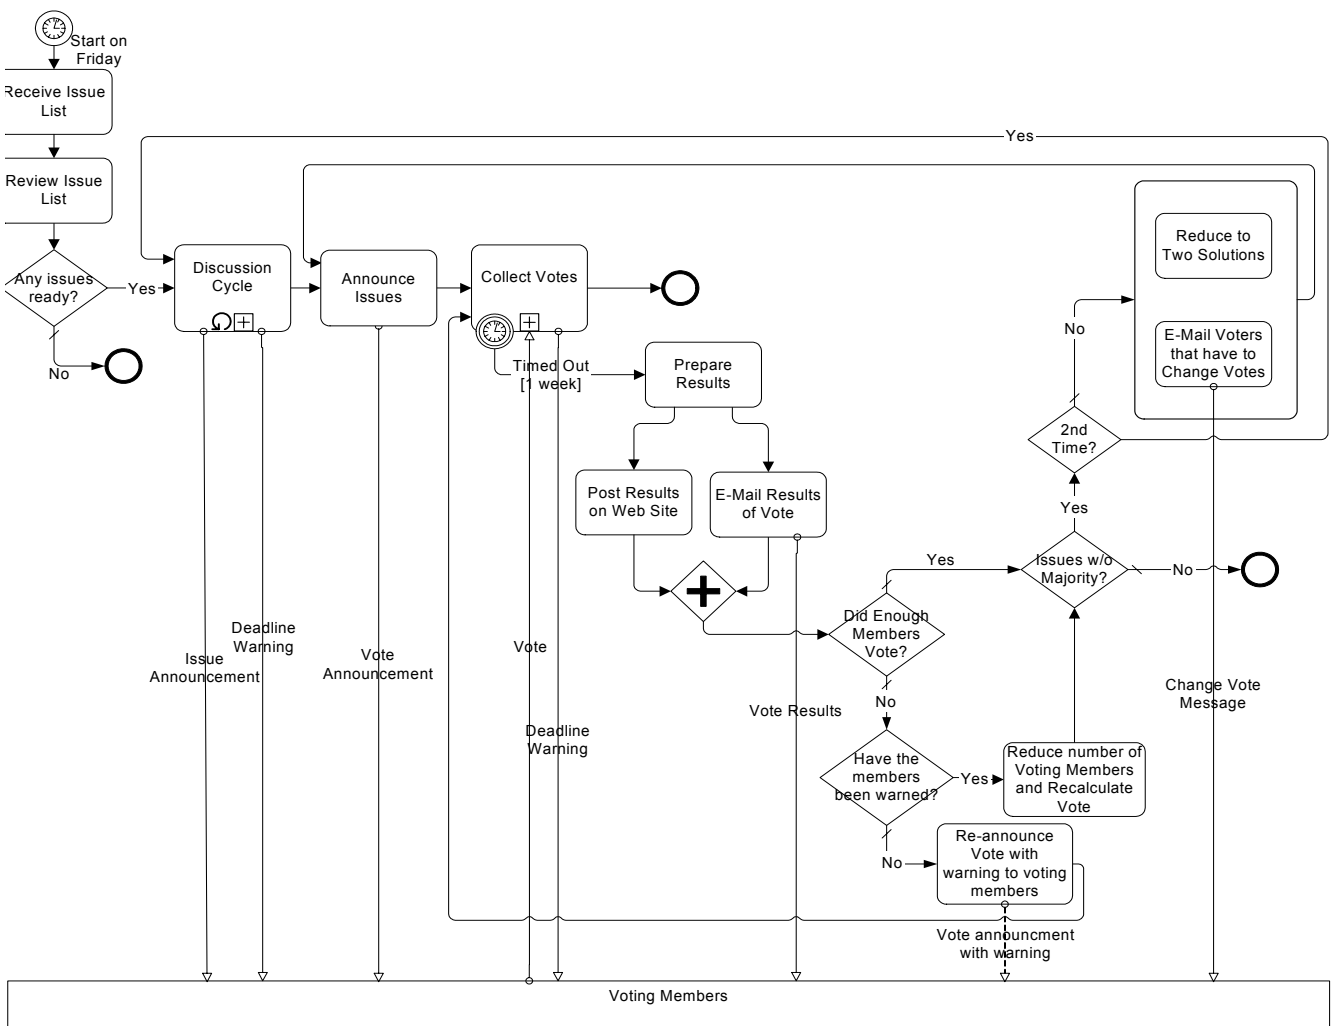 Start on
Friday
Receive Issue
List
Yes
Review Issue
List
Reduce to
Two Solutions
Discussion
Cycle
Announce
Issues
Collect Votes
Any issues
ready?
Yes
No
No
E-Mail Voters
that have to
Change Votes
Timed Out
[1 week]
Prepare
Results
2nd
Time?
Post Results
on Web Site
E-Mail Results
of Vote
Yes
Yes
Issues w/o
Majority?
No
Did Enough
Members
Vote?
Deadline
Warning
Issue
Announcement
Vote
Announcement
Vote
Deadline
Warning
Vote Results
No
Change Vote
Message
Have the
members
been warned?
Yes
Reduce number of
Voting Members
and Recalculate
Vote
No
Re-announce
Vote with
warning to voting
members
Vote announcment
with warning
Voting Members